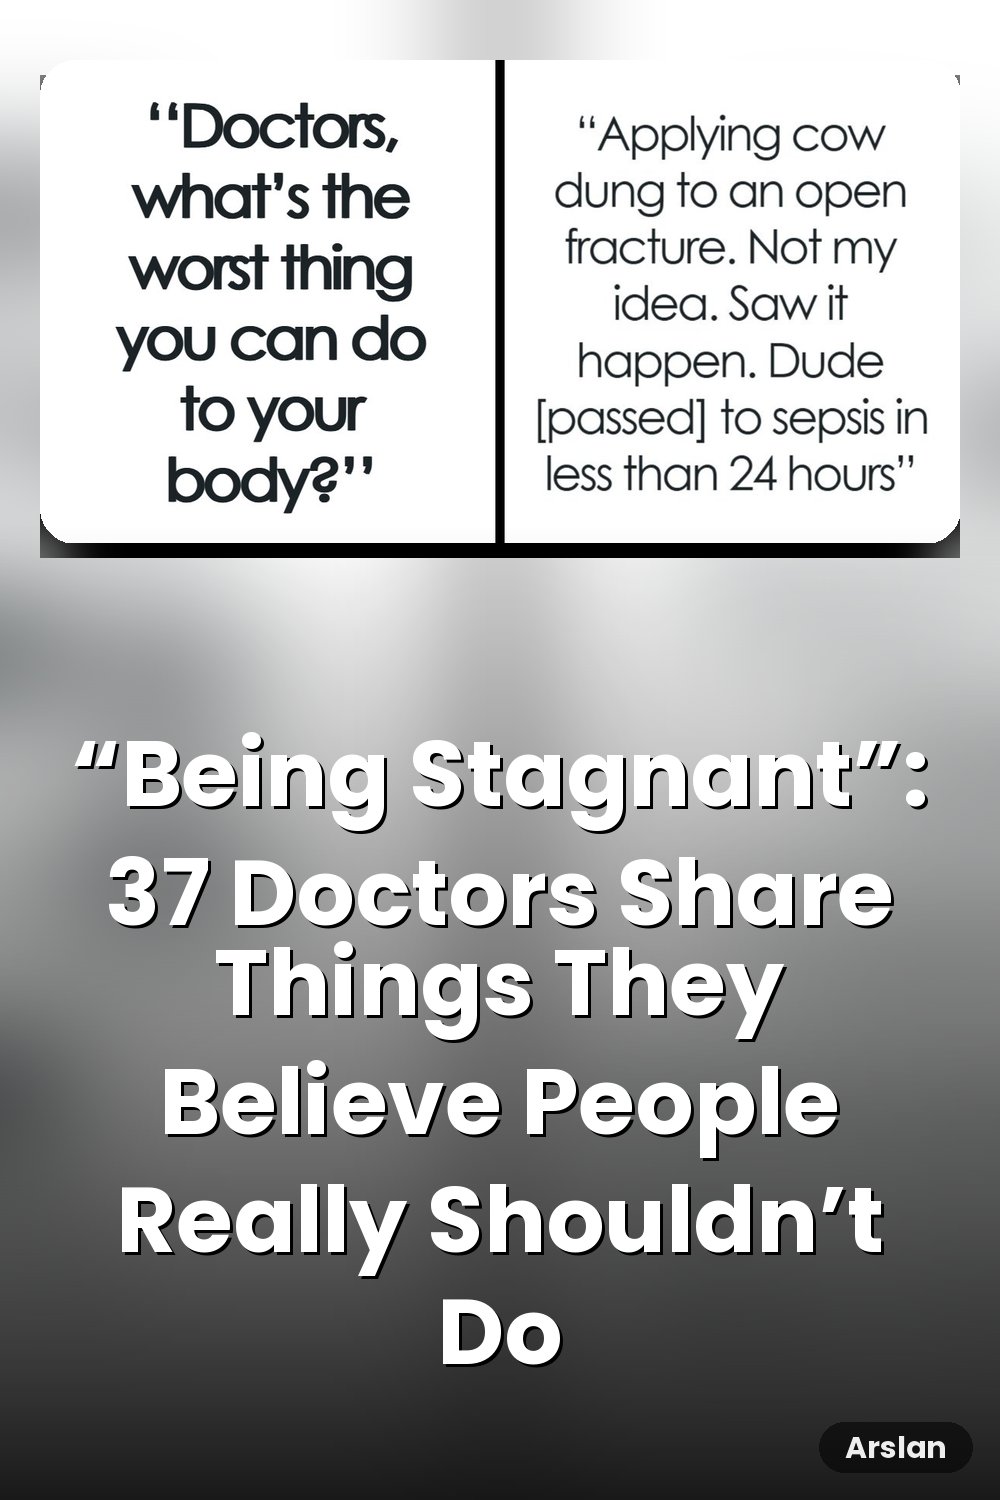 ‘‘Doctors,
what’s the
worst thing
you can do
to your
body?’’
“Applying cow
dung to an open
fracture. Not my
idea. Saw it
happen. Dude
[passed] to sepsis in
less than 24 hours”
“Being Stagnant”:
37 Doctors Share
Things They
Believe People
Really Shouldn’t
Do
Arslan